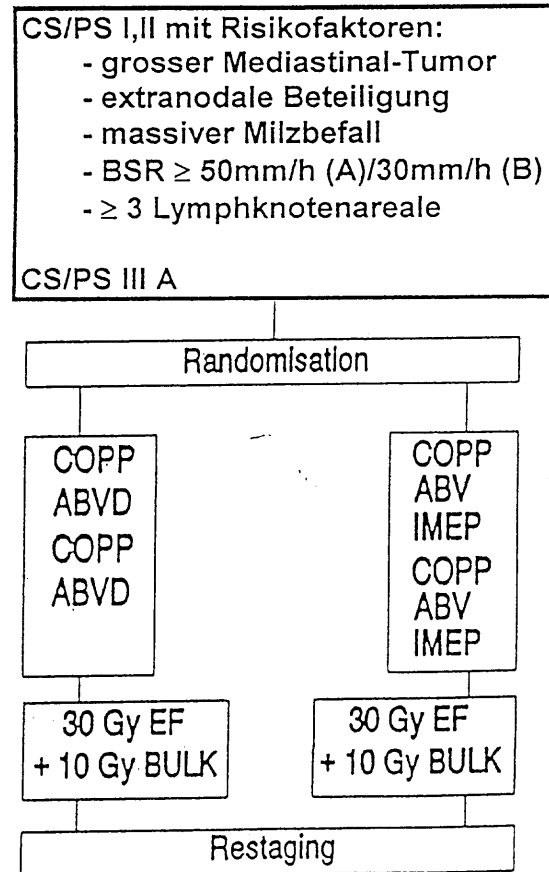 CS/PS I,II mit Risikofaktoren:
- grosser Mediastinal-Tumor
- extranodale Beteiligung
- massiver Milzbefall
- BSR ≥ 50mm/h (A)/30mm/h (B)
- ≥ 3 Lymphknotenareale
CS/PS III A
Randomisation
COPP
ABVD
COPP
ABVD
COPP
ABV
IMEP
COPP
ABV
IMEP
30 Gy EF
+ 10 Gy BULK
30 Gy EF
+ 10 Gy BULK
Restaging